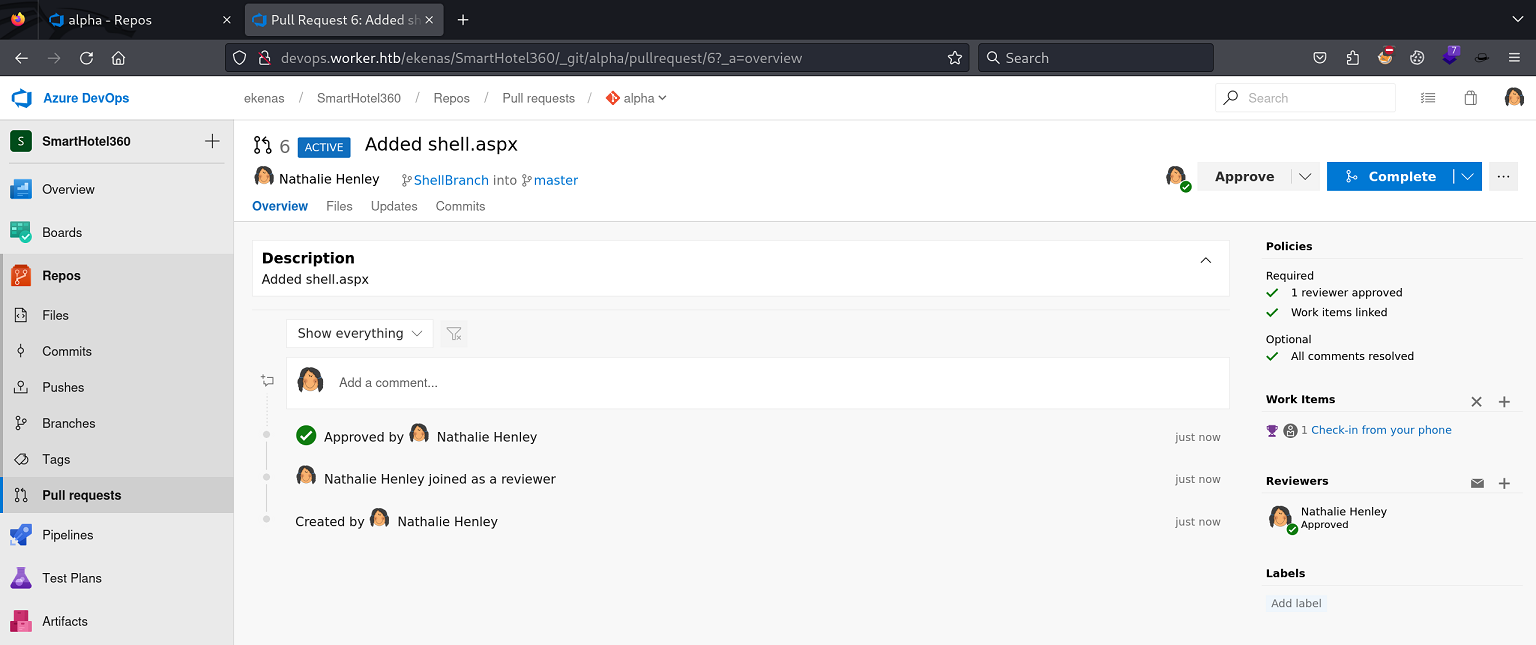 alpha - Repos
Pull Request 6: Added sh
devops.worker.htb/ekenas/SmartHotel360/_git/alpha/pullrequest/6?_a=overview
Search
7
Azure DevOps
ekenas / SmartHotel360 / Repos / Pull requests / alpha
Search
S SmartHotel360
Overview
Boards
Repos
Files
Commits
Pushes
Branches
Tags
Pull requests
Pipelines
Test Plans
Artifacts
6 ACTIVE Added shell.aspx
Nathalie Henley ShellBranch into master
Approve
Complete
Overview Files Updates Commits
Description
Added shell.aspx
Show everything
Add a comment...
Approved by Nathalie Henley just now
Nathalie Henley joined as a reviewer just now
Created by Nathalie Henley just now
Policies
Required
1 reviewer approved
Work items linked
Optional
All comments resolved
Work Items
1 Check-in from your phone
Reviewers
Nathalie Henley
Approved
Labels
Add label